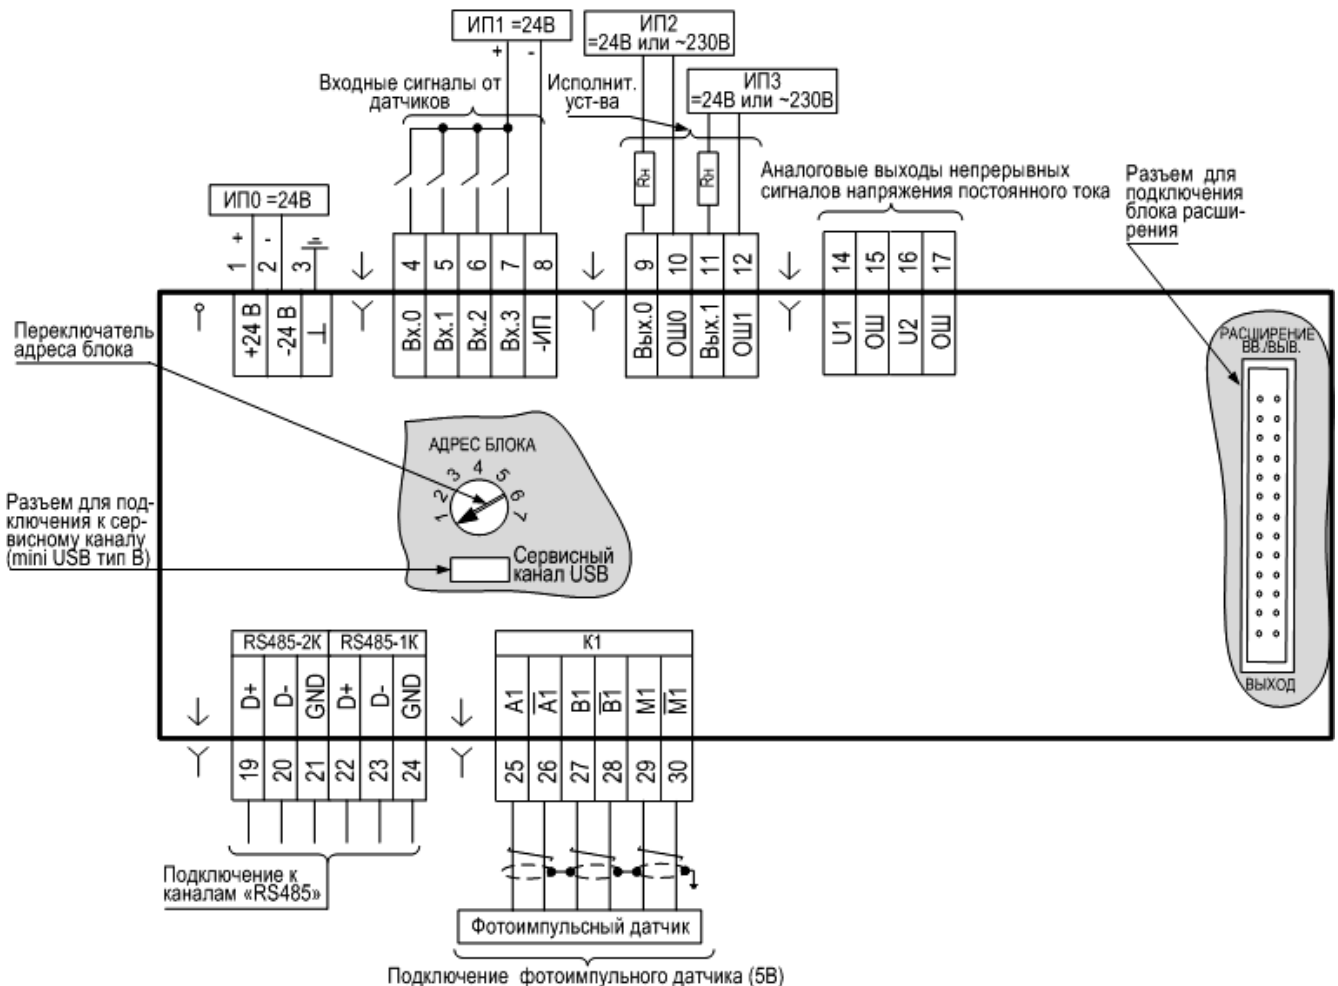 ИП1 =24В
+
-
ИП2
=24В или ~230В
ИП3
=24В или ~230В
Входные сигналы от
датчиков
Исполнит.
уст-ва
Rн
Rн
Аналоговые выходы непрерывных
сигналов напряжения постоянного тока
Разъем для
подключения
блока расши-
рения
ИП0 =24В
+
-
1
2
3
4
5
6
7
8
9
10
11
12
14
15
16
17
+24 В
-24 В
Вх.0
Вх.1
Вх.2
Вх.3
-ИП
Вых.0
ОШ0
Вых.1
ОШ1
U1
ОШ
U2
ОШ
Переключатель
адреса блока
РАСШИРЕНИЕ
ВВ./ВЫВ.
АДРЕС БЛОКА
1
2
3
4
5
6
7
Разъем для под-
ключения к сер-
висному каналу
(mini USB тип В)
Сервисный
канал USB
ВЫХОД
RS485-2К
RS485-1К
К1
D+
D-
GND
D+
D-
GND
A1
A̅1̅
B1
B̅1̅
M1
M̅1̅
19
20
21
22
23
24
25
26
27
28
29
30
Подключение к
каналам «RS485»
Фотоимпульсный датчик
Подключение фотоимпульного датчика (5В)